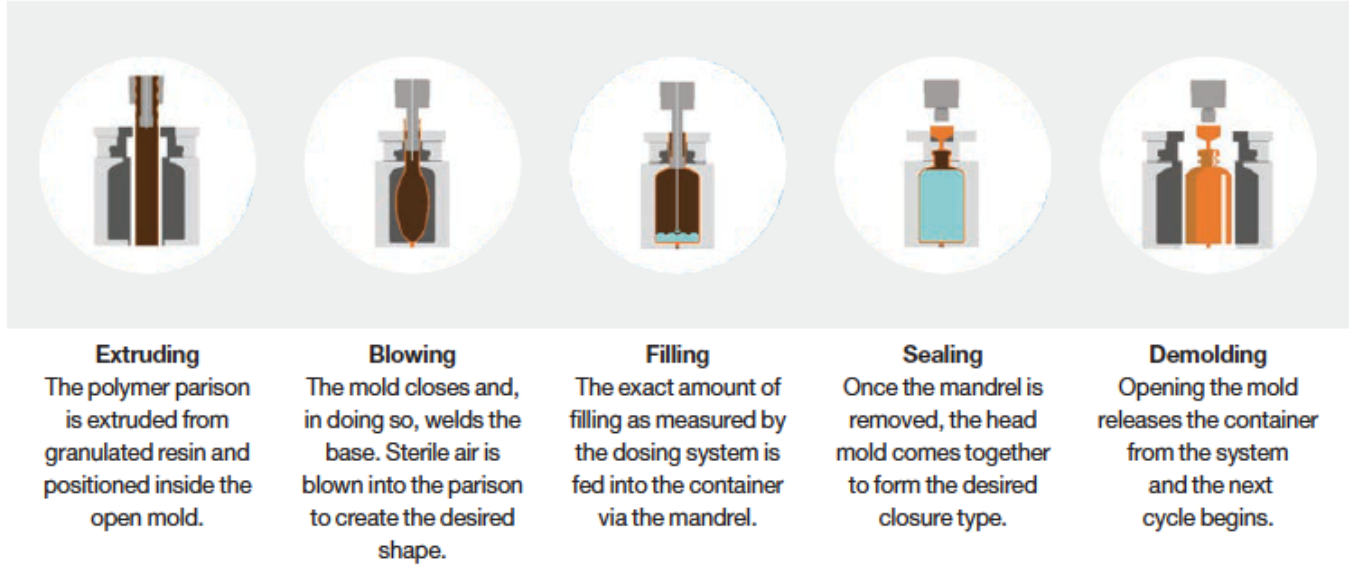 Extruding
The polymer parison
is extruded from
granulated resin and
positioned inside the
open mold.
Blowing
The mold closes and,
in doing so, welds the
base. Sterile air is
blown into the parison
to create the desired
shape.
Filling
The exact amount of
filling as measured by
the dosing system is
fed into the container
via the mandrel.
Sealing
Once the mandrel is
removed, the head
mold comes together
to form the desired
closure type.
Demolding
Opening the mold
releases the container
from the system
and the next
cycle begins.